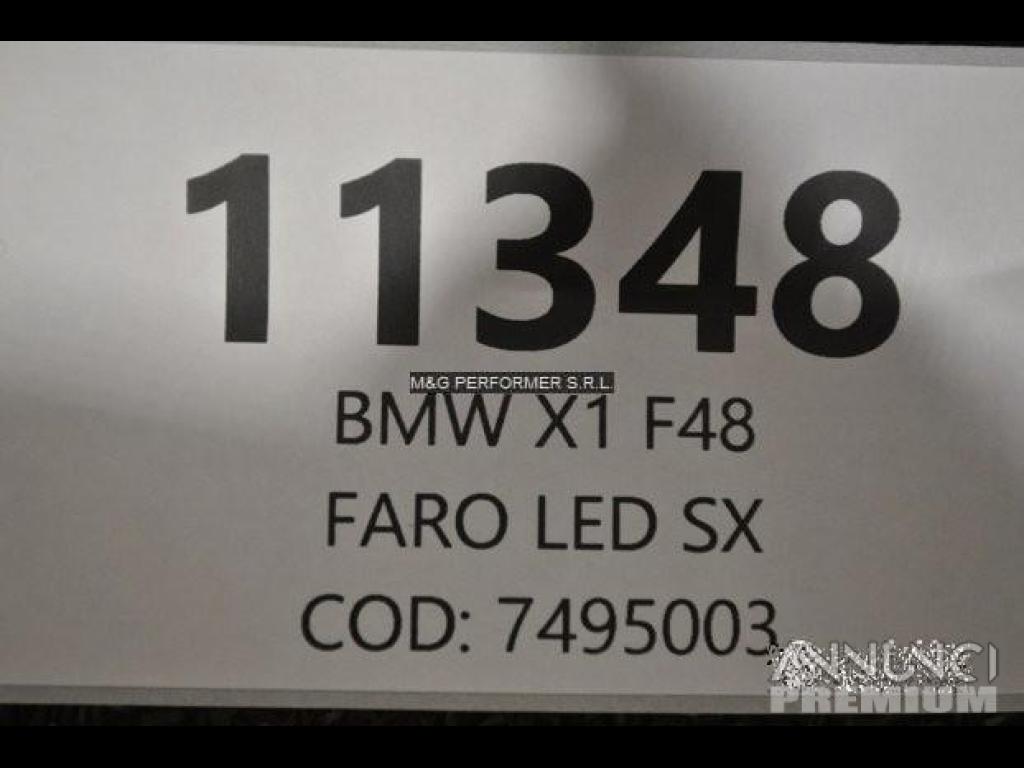 11348
M&G PERFORMER S.R.L.
BMW X1 F48
FARO LED SX
COD: 7495003
ANNUNCI
PREMIUM